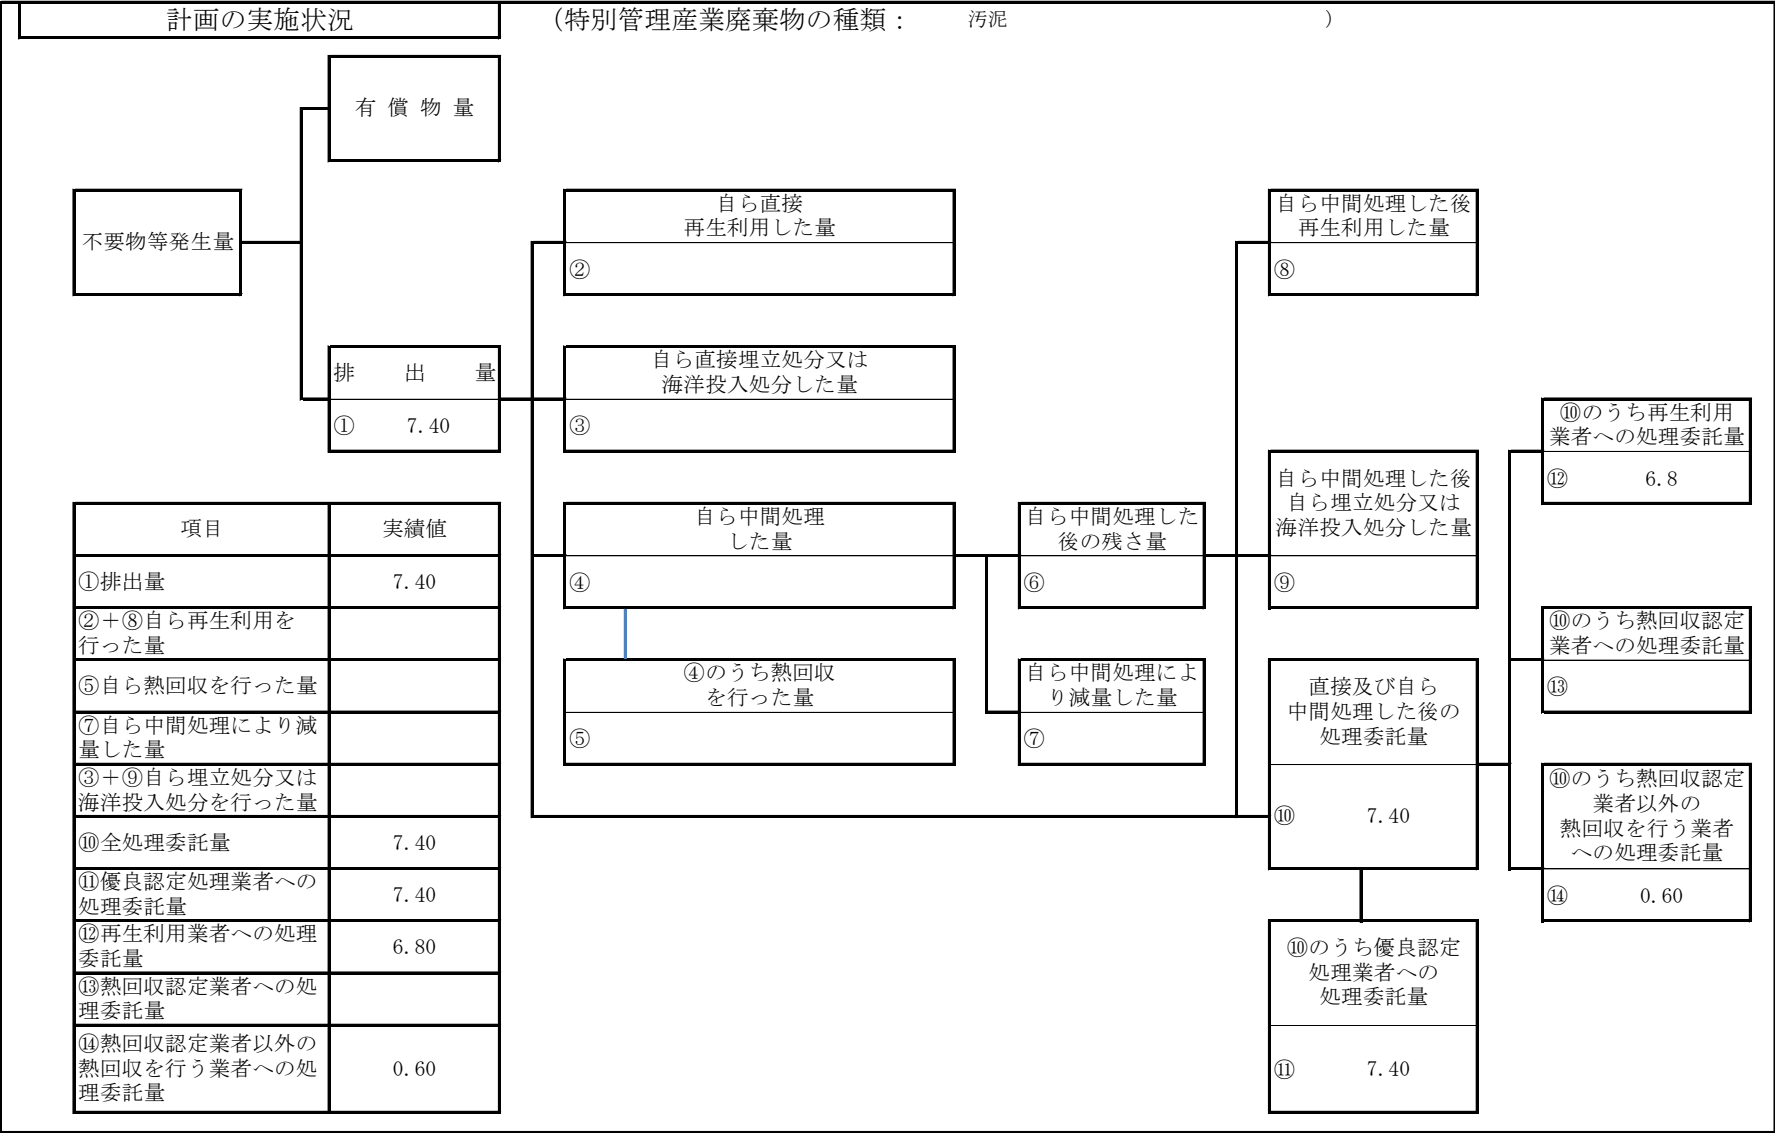 計画の実施状況
（特別管理産業廃棄物の種類： 汚泥 ）
有償物量
不要物等発生量
排出量
① 7.40
自ら直接
再生利用した量
②
自ら直接埋立処分又は
海洋投入処分した量
③
自ら中間処理
した量
④
④のうち熱回収
を行った量
⑤
自ら中間処理した
後の残さ量
⑥
自ら中間処理によ
り減量した量
⑦
自ら中間処理した後
再生利用した量
⑧
自ら中間処理した後
自ら埋立処分又は
海洋投入処分した量
⑨
直接及び自ら
中間処理した後の
処理委託量
⑩ 7.40
⑩のうち優良認定
処理業者への
処理委託量
⑪ 7.40
⑩のうち再生利用
業者への処理委託量
⑫ 6.8
⑩のうち熱回収認定
業者への処理委託量
⑬
⑩のうち熱回収認定
業者以外の
熱回収を行う業者
への処理委託量
⑭ 0.60
項目 実績値
①排出量 7.40
②＋⑧自ら再生利用を
行った量
⑤自ら熱回収を行った量
⑦自ら中間処理により減
量した量
③＋⑨自ら埋立処分又は
海洋投入処分を行った量
⑩全処理委託量 7.40
⑪優良認定処理業者への
処理委託量 7.40
⑫再生利用業者への処理
委託量 6.80
⑬熱回収認定業者への処
理委託量
⑭熱回収認定業者以外の
熱回収を行う業者への処
理委託量 0.60